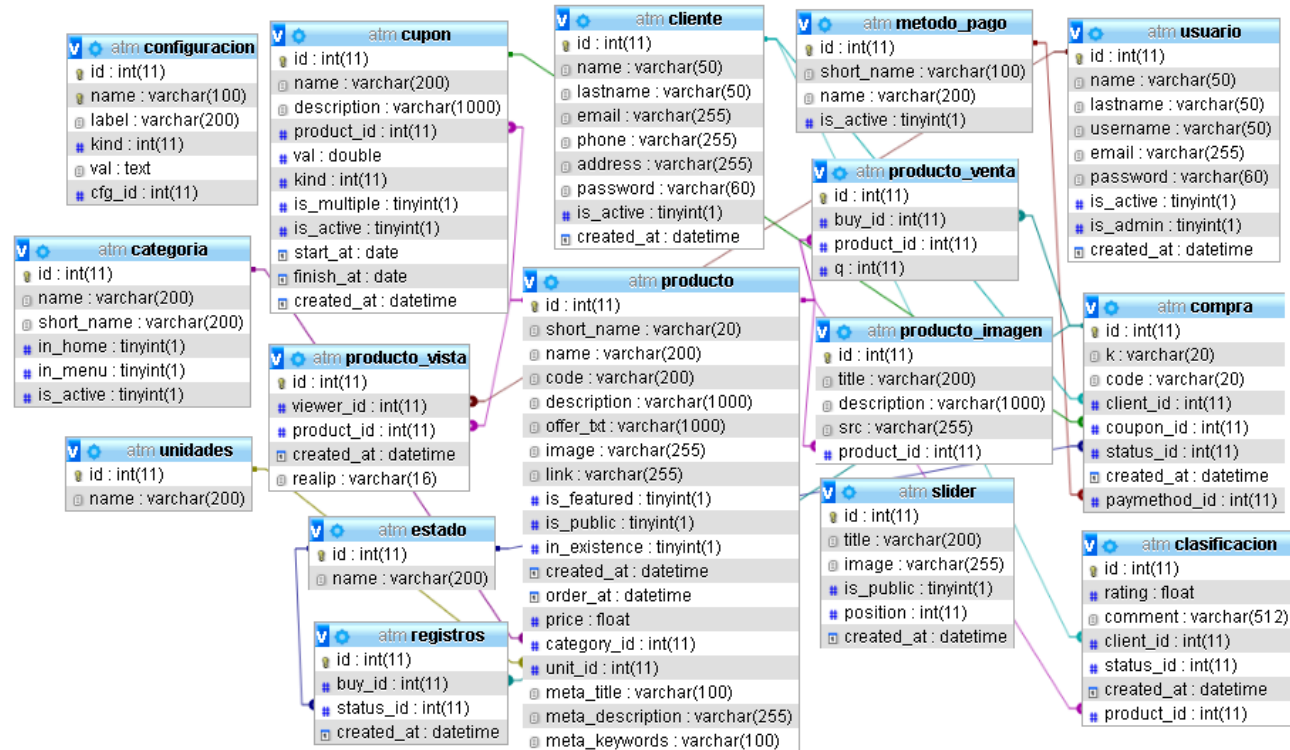 atm configuracion
id : int(11)
name : varchar(100)
label : varchar(200)
kind : int(11)
val : text
cfg_id : int(11)
atm cupon
id : int(11)
name : varchar(200)
description : varchar(1000)
product_id : int(11)
val : double
kind : int(11)
is_multiple : tinyint(1)
is_active : tinyint(1)
start_at : date
finish_at : date
created_at : datetime
atm cliente
id : int(11)
name : varchar(50)
lastname : varchar(50)
email : varchar(255)
phone : varchar(255)
address : varchar(255)
password : varchar(60)
is_active : tinyint(1)
created_at : datetime
atm metodo_pago
id : int(11)
short_name : varchar(100)
name : varchar(200)
is_active : tinyint(1)
atm usuario
id : int(11)
name : varchar(50)
lastname : varchar(50)
username : varchar(50)
email : varchar(255)
password : varchar(60)
is_active : tinyint(1)
is_admin : tinyint(1)
created_at : datetime
atm producto_venta
id : int(11)
buy_id : int(11)
product_id : int(11)
q : int(11)
atm categoria
id : int(11)
name : varchar(200)
short_name : varchar(200)
in_home : tinyint(1)
in_menu : tinyint(1)
is_active : tinyint(1)
atm producto
id : int(11)
short_name : varchar(20)
name : varchar(200)
code : varchar(200)
description : varchar(1000)
offer_txt : varchar(1000)
image : varchar(255)
link : varchar(255)
is_featured : tinyint(1)
is_public : tinyint(1)
in_existence : tinyint(1)
created_at : datetime
order_at : datetime
price : float
category_id : int(11)
unit_id : int(11)
meta_title : varchar(100)
meta_description : varchar(255)
meta_keywords : varchar(100)
atm compra
id : int(11)
k : varchar(20)
code : varchar(20)
client_id : int(11)
coupon_id : int(11)
status_id : int(11)
created_at : datetime
paymethod_id : int(11)
atm producto_vista
id : int(11)
viewer_id : int(11)
product_id : int(11)
created_at : datetime
realip : varchar(16)
atm producto_imagen
id : int(11)
title : varchar(200)
description : varchar(1000)
src : varchar(255)
product_id : int(11)
atm unidades
id : int(11)
name : varchar(200)
atm slider
id : int(11)
title : varchar(200)
image : varchar(255)
is_public : tinyint(1)
position : int(11)
created_at : datetime
atm estado
id : int(11)
name : varchar(200)
atm clasificacion
id : int(11)
rating : float
comment : varchar(512)
client_id : int(11)
status_id : int(11)
created_at : datetime
product_id : int(11)
atm registros
id : int(11)
buy_id : int(11)
status_id : int(11)
created_at : datetime